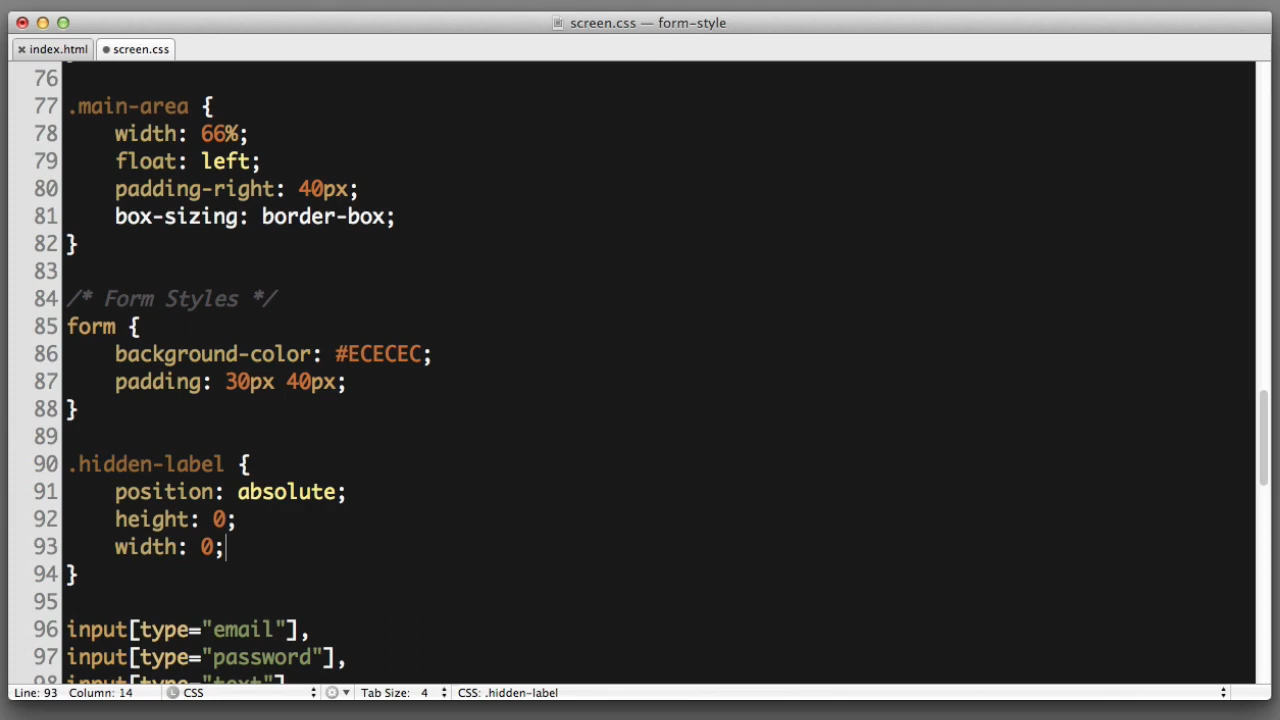 screen.css — form-style
index.html screen.css
76
77 .main-area {
78 width: 66%;
79 float: left;
80 padding-right: 40px;
81 box-sizing: border-box;
82 }
83
84 /* Form Styles */
85 form {
86 background-color: #ECECEC;
87 padding: 30px 40px;
88 }
89
90 .hidden-label {
91 position: absolute;
92 height: 0;
93 width: 0;
94 }
95
96 input[type="email"],
97 input[type="password"],
98 input[type="text"]
Line: 93 Column: 14 L CSS Tab Size: 4 CSS: .hidden-label